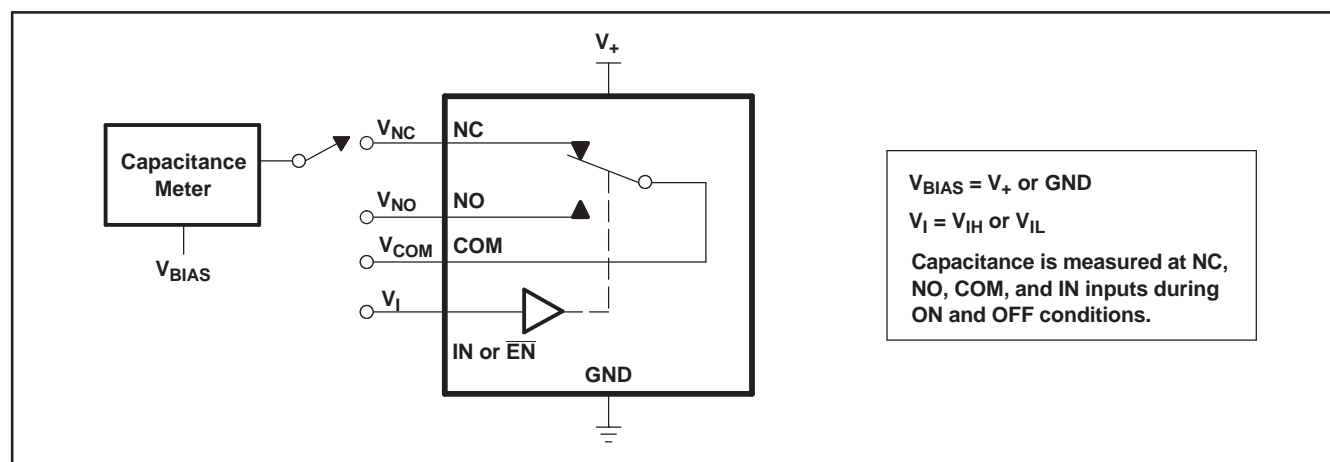 V+
Capacitance
Meter
VBIAS
VNC
NC
VNO
NO
VCOM
COM
VI
IN or E̅N̅
GND
VBIAS = V+ or GND
VI = VIH or VIL
Capacitance is measured at NC,
NO, COM, and IN inputs during
ON and OFF conditions.